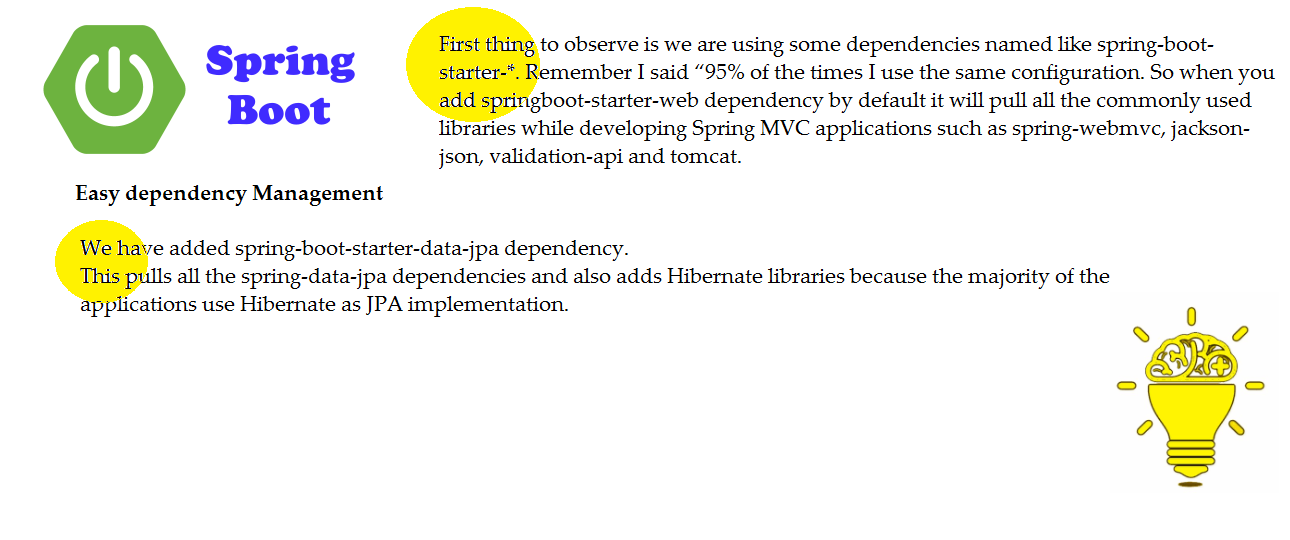 Spring
Boot
First thing to observe is we are using some dependencies named like spring-boot-
starter-*. Remember I said “95% of the times I use the same configuration. So when you
add springboot-starter-web dependency by default it will pull all the commonly used
libraries while developing Spring MVC applications such as spring-webmvc, jackson-
json, validation-api and tomcat.
Easy dependency Management
We have added spring-boot-starter-data-jpa dependency.
This pulls all the spring-data-jpa dependencies and also adds Hibernate libraries because the majority of the
applications use Hibernate as JPA implementation.